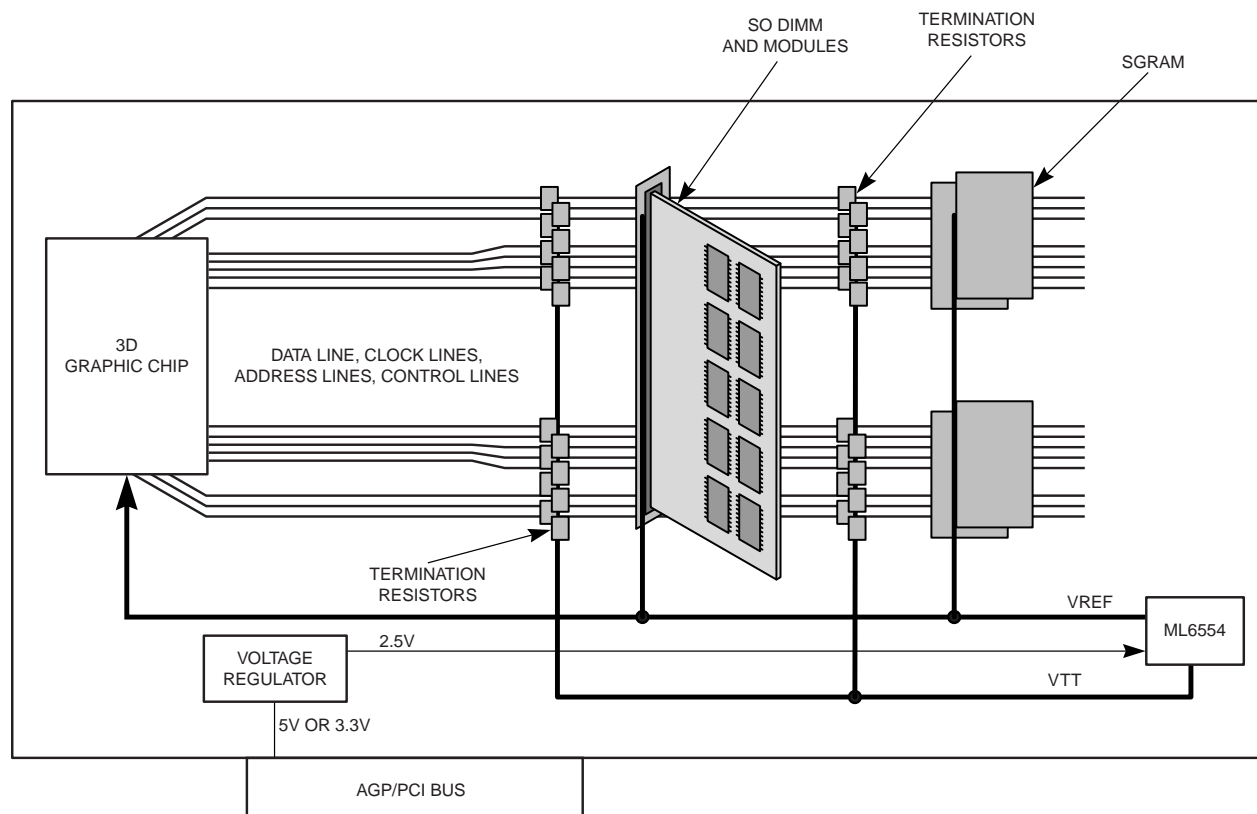 SO DIMM
AND MODULES
TERMINATION
RESISTORS
SGRAM
3D
GRAPHIC CHIP
DATA LINE, CLOCK LINES,
ADDRESS LINES, CONTROL LINES
TERMINATION
RESISTORS
VREF
ML6554
2.5V
VOLTAGE
REGULATOR
VTT
5V OR 3.3V
AGP/PCI BUS